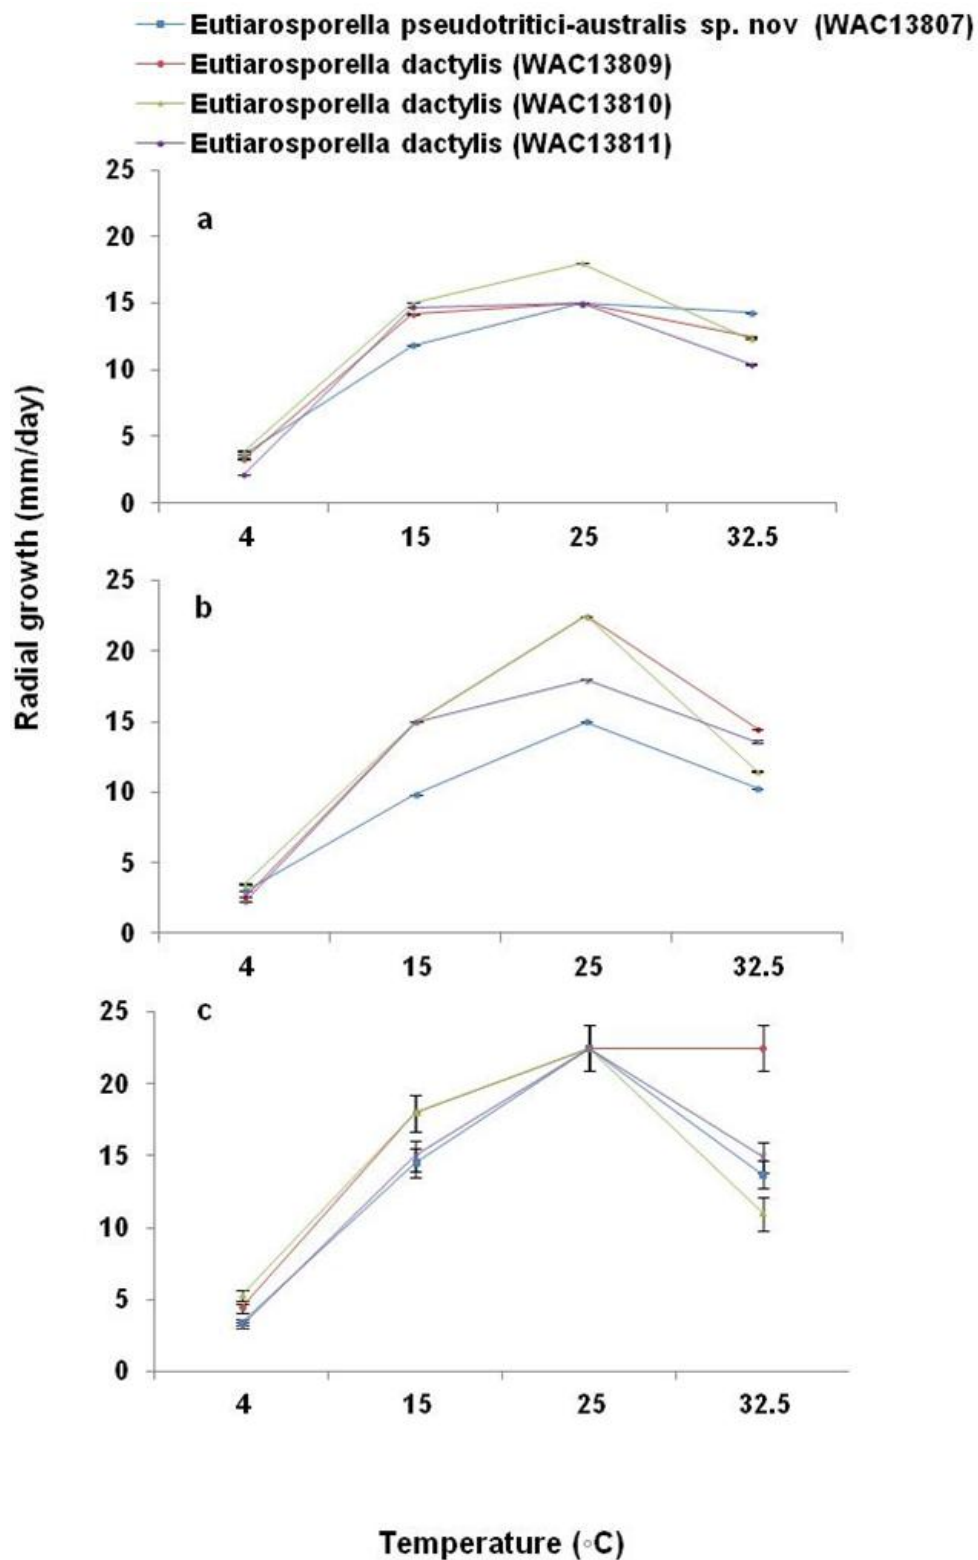 Eutiarosporella pseudotritici-australis sp. nov (WAC13807)
Eutiarosporella dactylis (WAC13809)
Eutiarosporella dactylis (WAC13810)
Eutiarosporella dactylis (WAC13811)
Radial growth (mm/day)
a
25
20
15
10
5
0
4 15 25 32.5
b
25
20
15
10
5
0
4 15 25 32.5
c
25
20
15
10
5
0
4 15 25 32.5
Temperature (◦C)